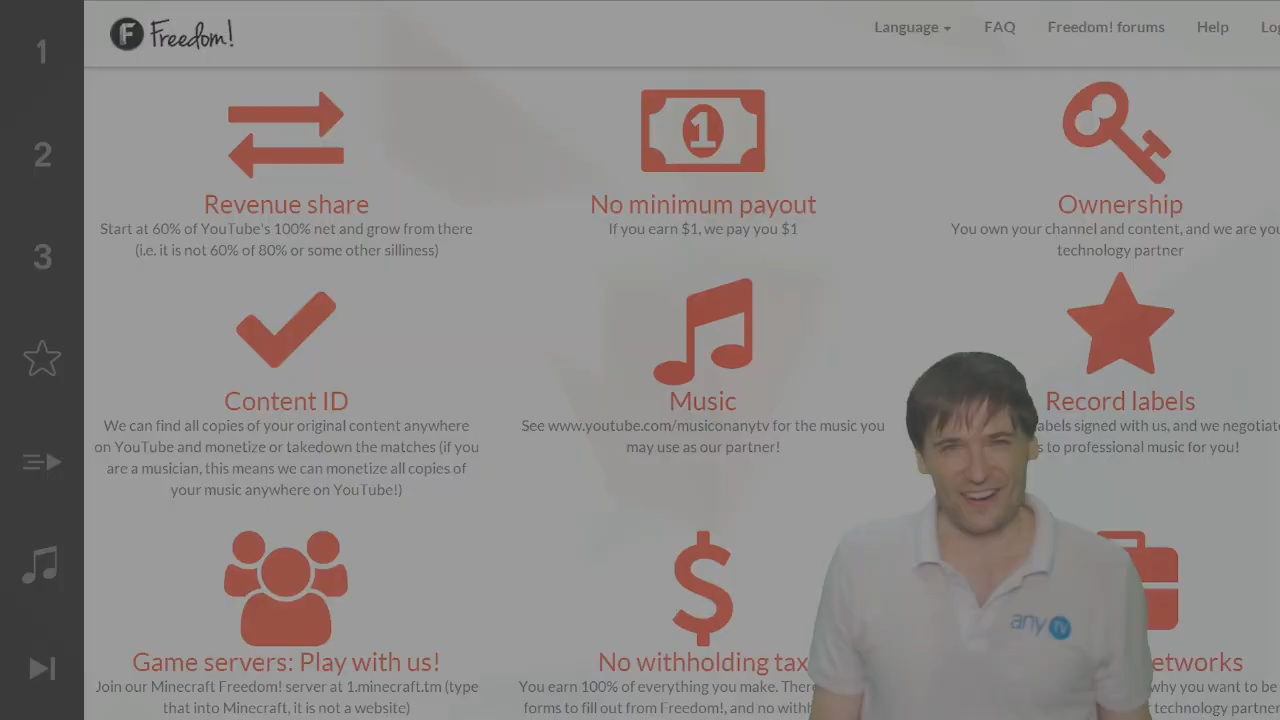 1
2
3
Freedom!
Language FAQ Freedom! forums Help
1
Revenue share
Start at 60% of YouTube's 100% net and grow from there
(i.e. it is not 60% of 80% or some other silliness)
No minimum payout
If you earn $1, we pay you $1
Ownership
You own your channel and content, and we are
technology partner
Content ID
We can find all copies of your original content anywhere
on YouTube and monetize or takedown the matches (if you
are a musician, this means we can monetize all copies of
your music anywhere on YouTube!)
Music
See www.youtube.com/musiconanytv for the music you
may use as our partner!
Record labels
signed with us, and we negotiate
to professional music for you!
$
Game servers: Play with us!
Join our Minecraft Freedom! server at 1.minecraft.tm (type
that into Minecraft, it is not a website)
No withholding tax
You earn 100% of everything you make.
forms to fill out from Freedom!, and no
why you want to be
technology partner
any TV